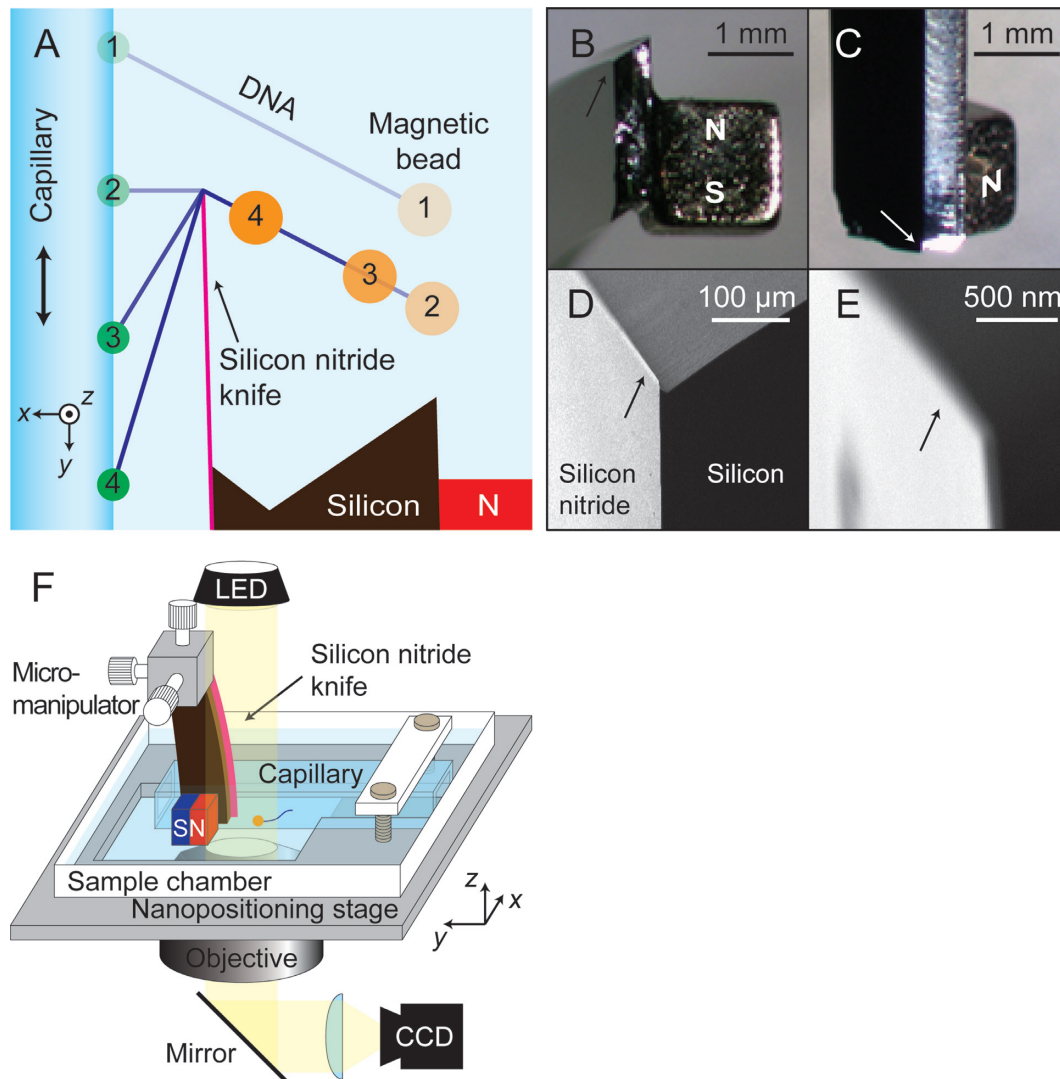 A
1
DNA
Magnetic
bead
Capillary
2
4
1
3
2
3
Silicon nitride
knife
x
z
y
4
Silicon
N
B
1 mm
N
S
C
1 mm
N
D
100 µm
Silicon
nitride
Silicon
E
500 nm
F
LED
Silicon nitride
knife
Micro-
manipulator
Capillary
SN
Sample chamber
Nanopositioning stage
z
x
y
Objective
Mirror
CCD